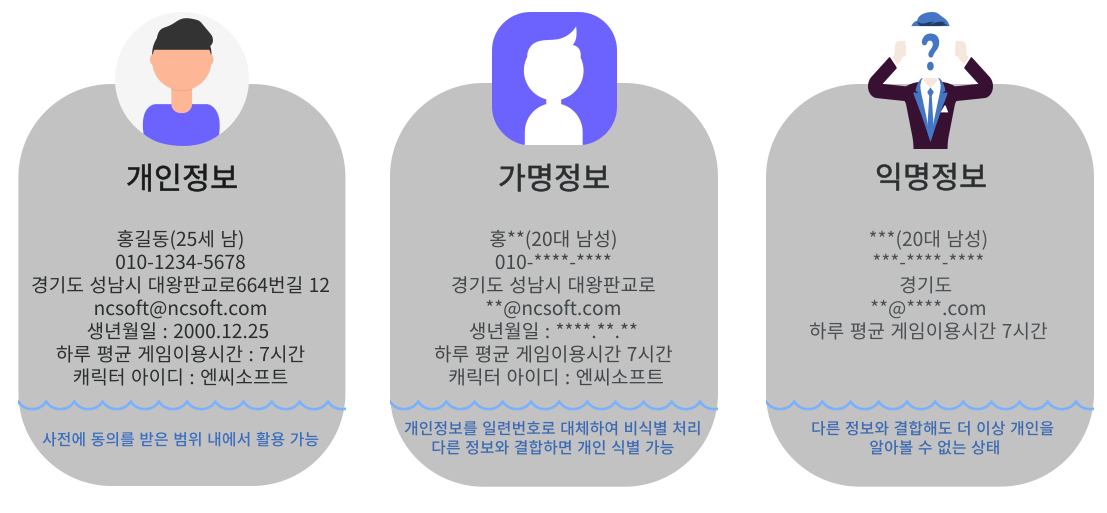 개인정보
홍길동(25세 남)
010-1234-5678
경기도 성남시 대왕판교로664번길 12
ncsoft@ncsoft.com
생년월일 : 2000.12.25
하루 평균 게임이용시간 : 7시간
캐릭터 아이디 : 엔씨소프트
사전에 동의를 받은 범위 내에서 활용 가능
가명정보
홍**(20대 남성)
010-****-****
경기도 성남시 대왕판교로
**@ncsoft.com
생년월일 : ****.**.**
하루 평균 게임이용시간 7시간
캐릭터 아이디 : 엔씨소프트
개인정보를 일련번호로 대체하여 비식별 처리
다른 정보와 결합하면 개인 식별 가능
?
익명정보
***(20대 남성)
***-****-****
경기도
**@****.com
하루 평균 게임이용시간 7시간
다른 정보와 결합해도 더 이상 개인을
알아볼 수 없는 상태